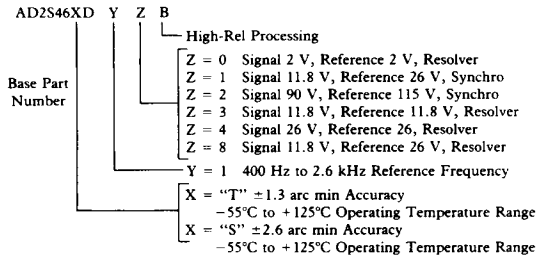 AD2S46XD Y Z B
High-Rel Processing
Z = 0 Signal 2 V, Reference 2 V, Resolver
Z = 1 Signal 11.8 V, Reference 26 V, Synchro
Z = 2 Signal 90 V, Reference 115 V, Synchro
Z = 3 Signal 11.8 V, Reference 11.8 V, Resolver
Z = 4 Signal 26 V, Reference 26, Resolver
Z = 8 Signal 11.8 V, Reference 26 V, Resolver
Base Part
Number
Y = 1 400 Hz to 2.6 kHz Reference Frequency
X = “T” ±1.3 arc min Accuracy
−55°C to +125°C Operating Temperature Range
X = “S” ±2.6 arc min Accuracy
−55°C to +125°C Operating Temperature Range